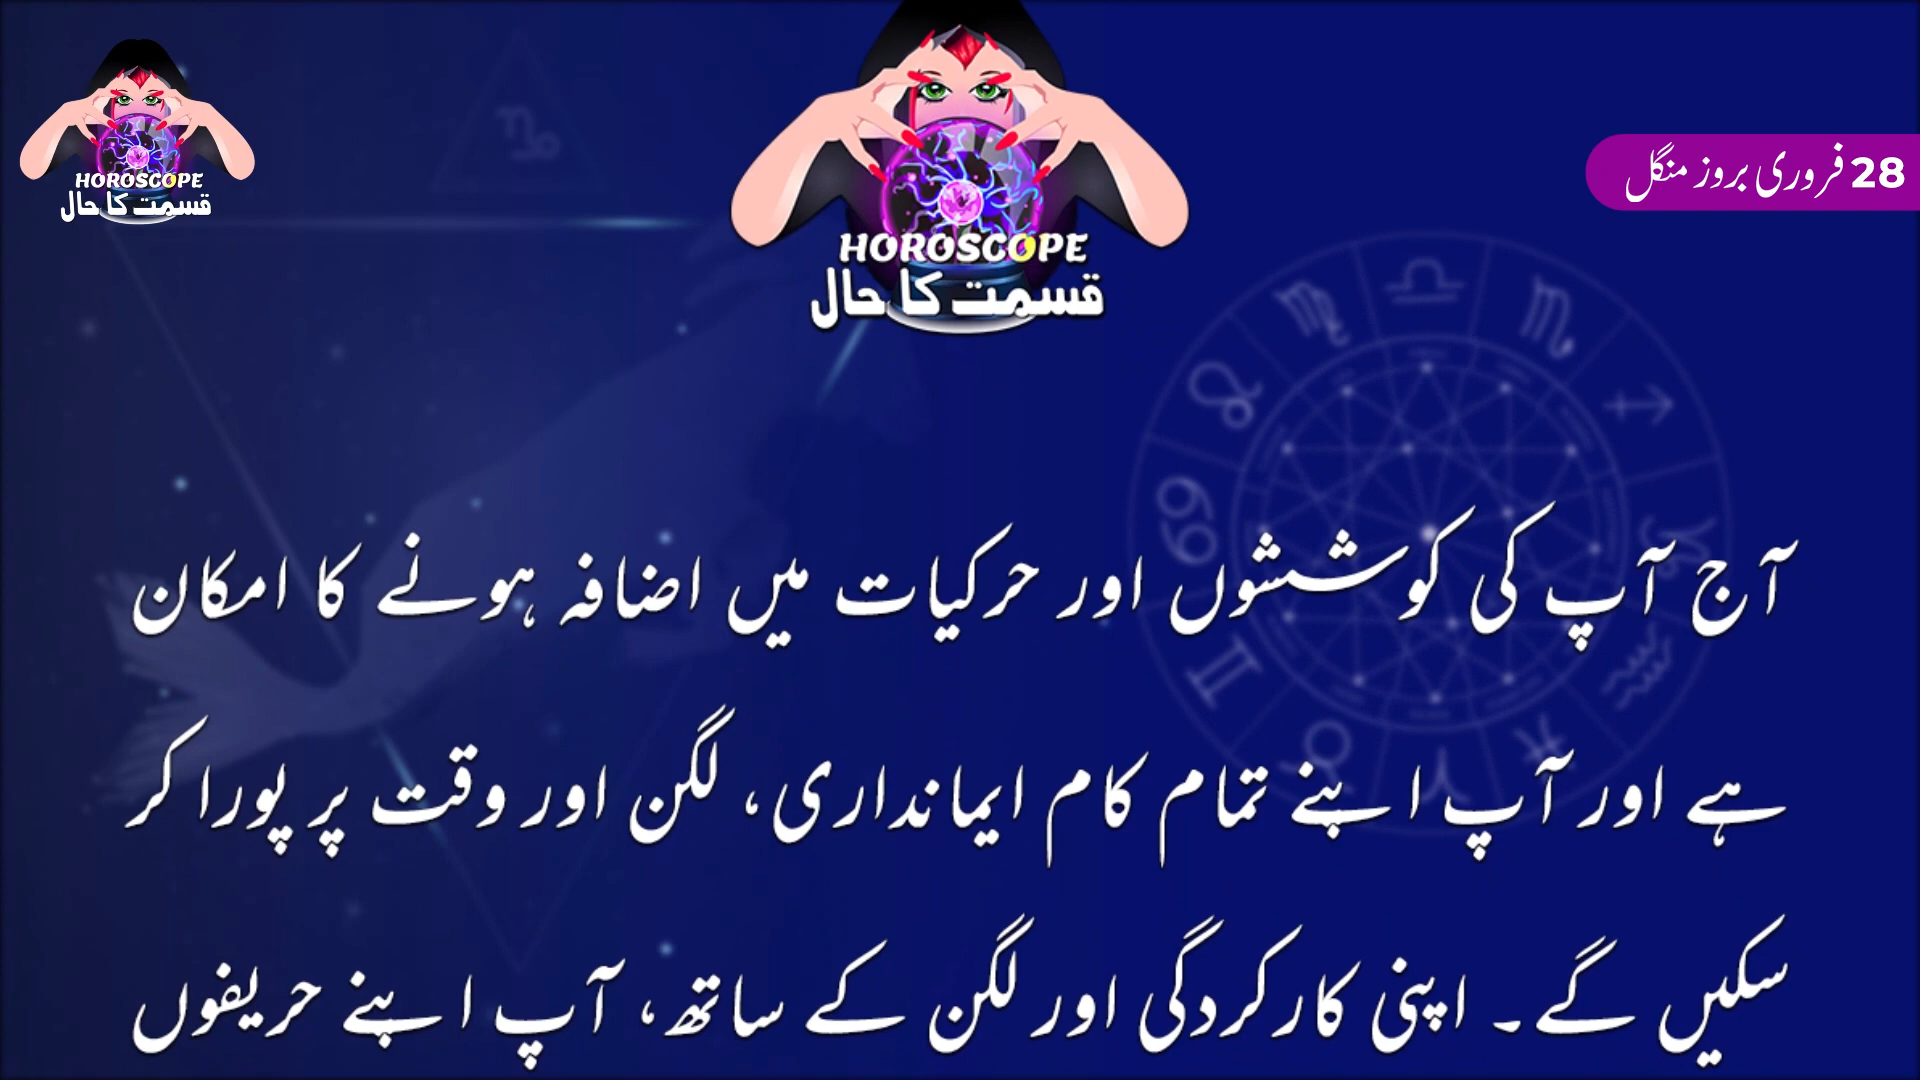 HOROSCOPE
قسمت کا حال
HOROSCOPE
قسمت کا حال
28 فروری بروز منگل
آج آپ کی کوششوں اور حرکیات میں اضافہ ہونے کا امکان
ہے اور آپ اپنے تمام کام ایمانداری، لگن اور وقت پر پورا کر
سکیں گے۔ اپنی کارکردگی اور لگن کے ساتھ، آپ اپنے حریفوں